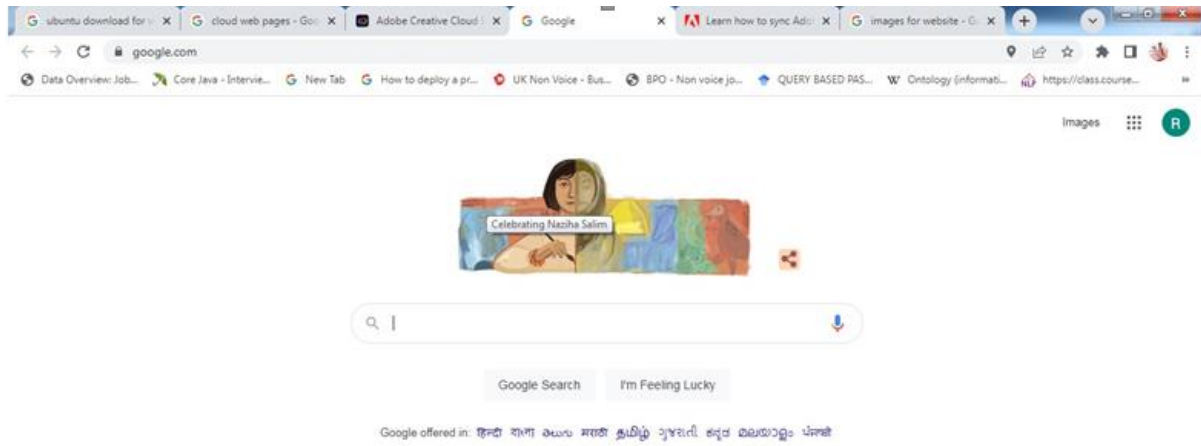 ubuntu download for v
cloud web pages - Goo
Adobe Creative Cloud
Google
Learn how to sync Ado
images for website - G
google.com
Data Overview: Job...
Core Java - Intervie...
New Tab
How to deploy a pr...
UK Non Voice - Bus...
BPO - Non voice jo...
QUERY BASED PAS...
Ontology (informati...
https://class.course...
Images
R
Celebrating Naziha Salim
Google Search
I'm Feeling Lucky
Google offered in: हिन्दी বাংলা తెలుగు मराठी தமிழ் ગુજરાતી ಕನ್ನಡ മലയാളം ਪੰਜਾਬੀ